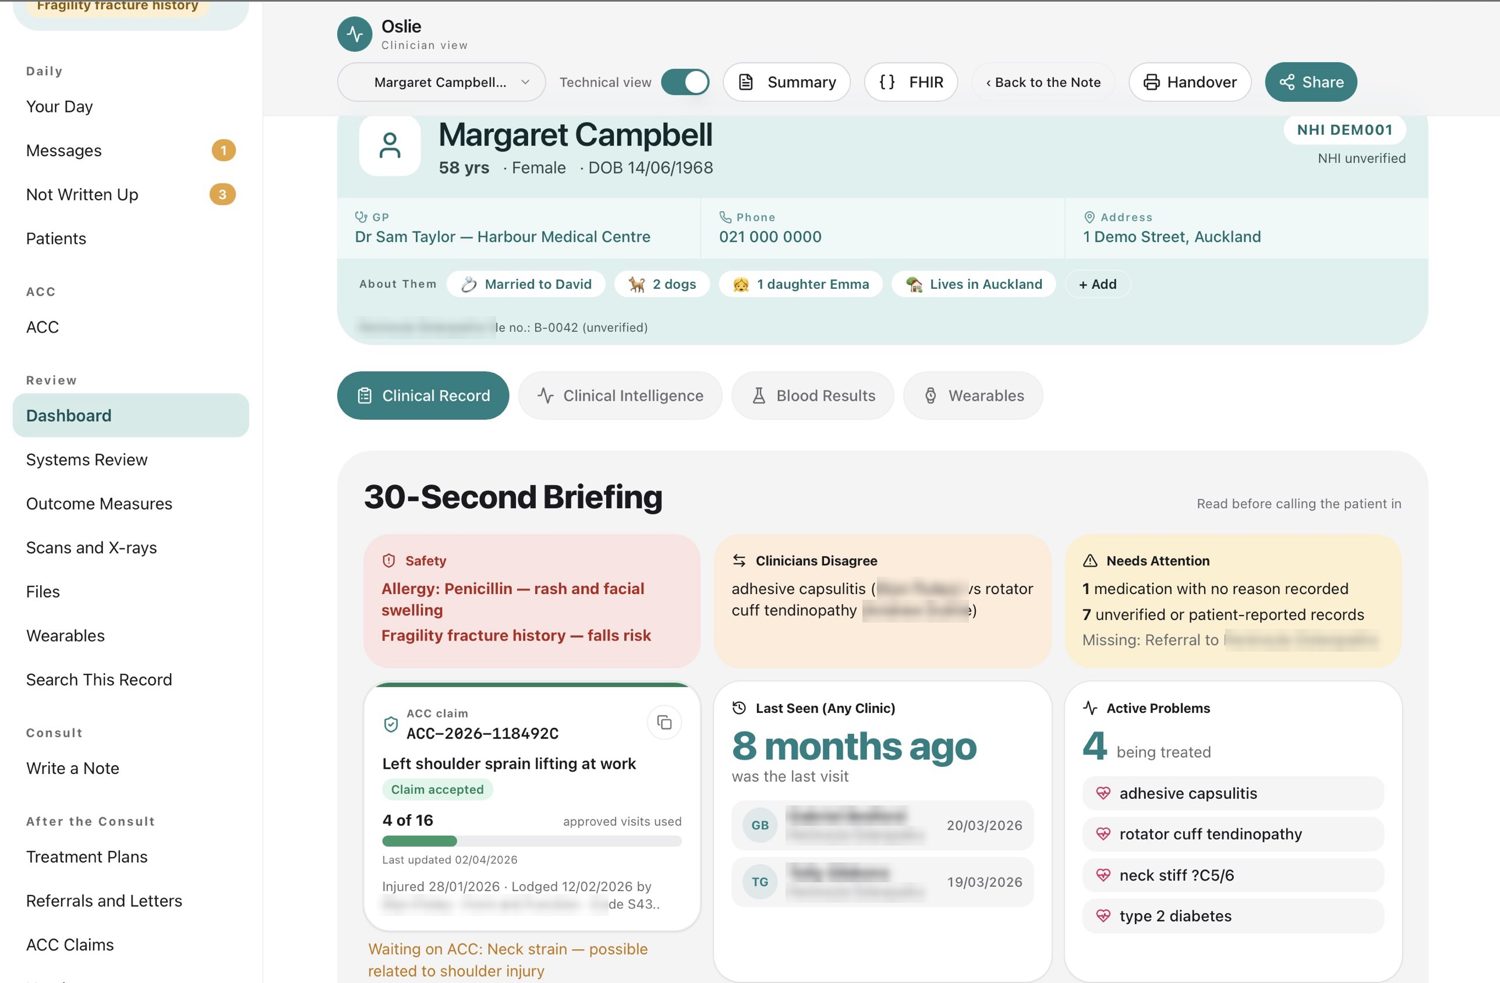 Fragility fracture history
Daily
Your Day
Messages 1
Not Written Up 3
Patients
ACC
ACC
Review
Dashboard
Systems Review
Outcome Measures
Scans and X-rays
Files
Wearables
Search This Record
Consult
Write a Note
After the Consult
Treatment Plans
Referrals and Letters
ACC Claims
Oslie
Clinician view
Margaret Campbell...
Technical view
Summary
{} FHIR
‹ Back to the Note
Handover
Share
Margaret Campbell
58 yrs · Female · DOB 14/06/1968
NHI DEM001
NHI unverified
GP
Dr Sam Taylor — Harbour Medical Centre
Phone
021 000 0000
Address
1 Demo Street, Auckland
About Them
Married to David
2 dogs
1 daughter Emma
Lives in Auckland
+ Add
le no.: B-0042 (unverified)
Clinical Record
Clinical Intelligence
Blood Results
Wearables
30-Second Briefing
Read before calling the patient in
Safety
Allergy: Penicillin — rash and facial
swelling
Fragility fracture history — falls risk
Clinicians Disagree
adhesive capsulitis ( vs rotator
cuff tendinopathy )
Needs Attention
1 medication with no reason recorded
7 unverified or patient-reported records
Missing: Referral to
ACC claim
ACC-2026-118492C
Left shoulder sprain lifting at work
Claim accepted
4 of 16 approved visits used
Last updated 02/04/2026
Injured 28/01/2026 · Lodged 12/02/2026 by
de S43..
Waiting on ACC: Neck strain — possible
related to shoulder injury
Last Seen (Any Clinic)
8 months ago
was the last visit
GB 20/03/2026
TG 19/03/2026
Active Problems
4 being treated
adhesive capsulitis
rotator cuff tendinopathy
neck stiff ?C5/6
type 2 diabetes